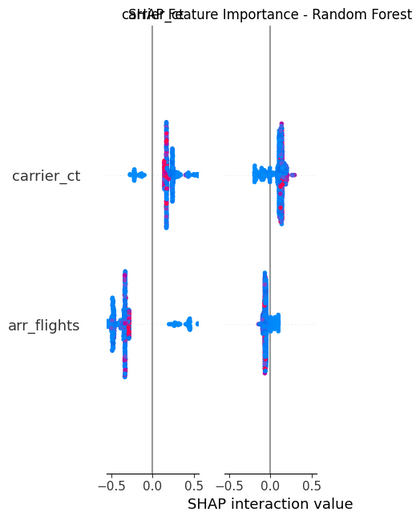 carrier_ct
SHAP Feature Importance - Random Forest
carrier_ct
arr_flights
−0.5 0.0 0.5 −0.5 0.0 0.5
SHAP interaction value